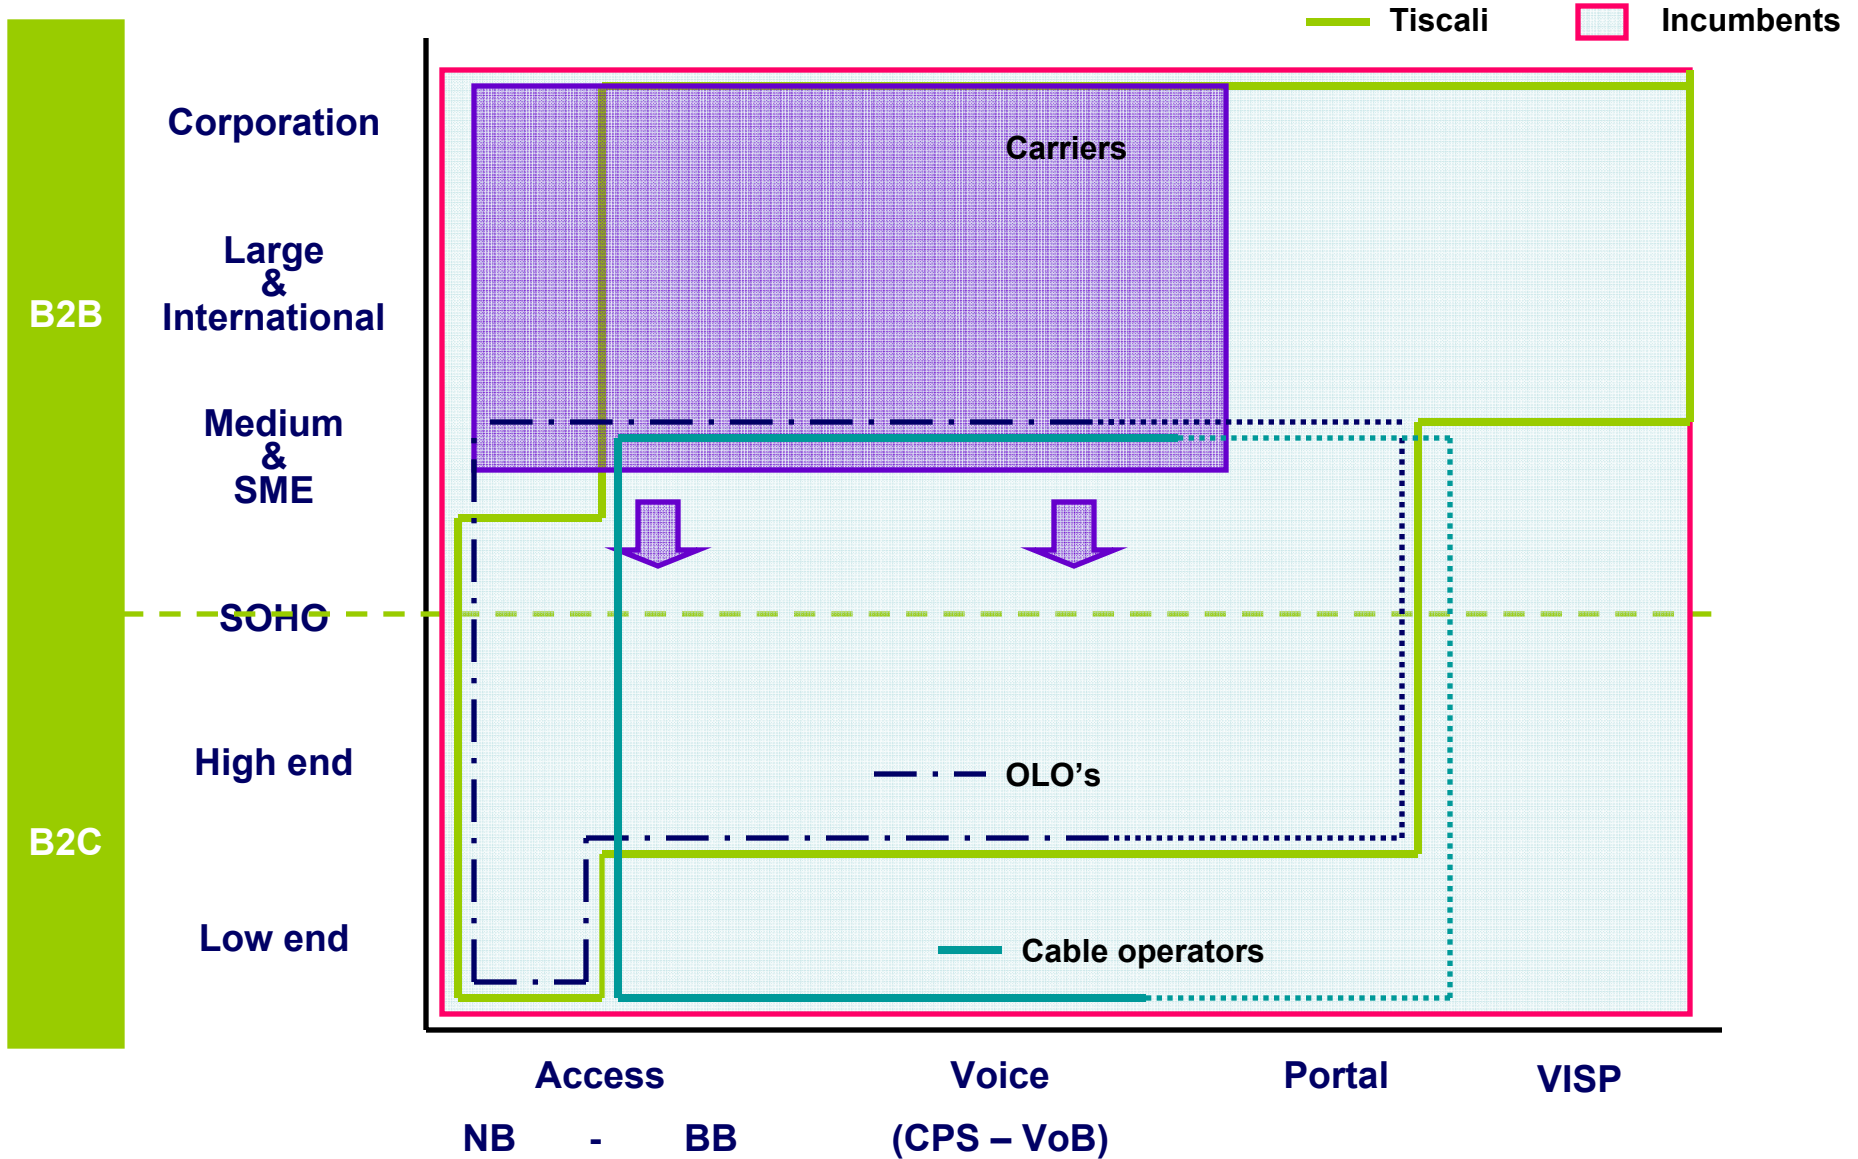 Tiscali
Incumbents
Corporation
Carriers
Large
&
International
B2B
Medium
&
SME
SOHO
High end
OLO's
B2C
Low end
Cable operators
Access
Voice
Portal
VISP
NB - BB
(CPS – VoB)